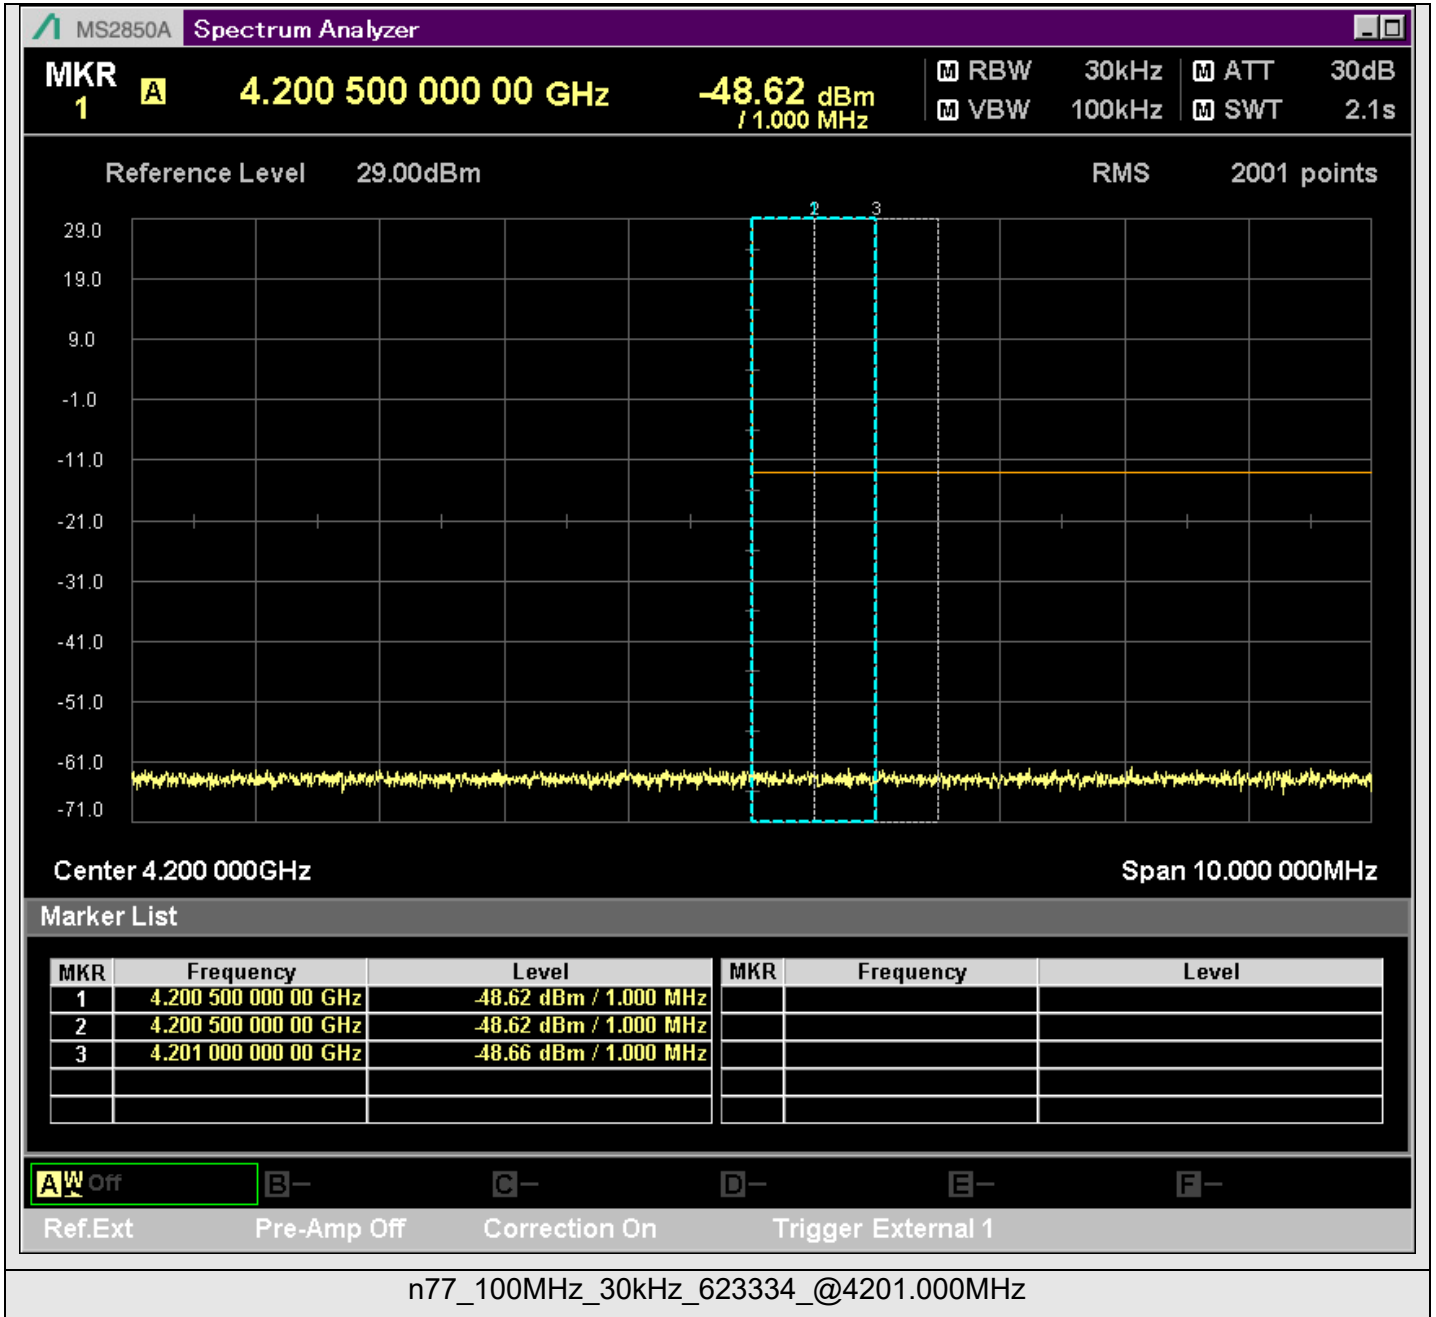 MS2850A Spectrum Analyzer
MKR 1 A 4.200 500 000 00 GHz -48.62 dBm / 1.000 MHz
M RBW 30kHz M ATT 30dB
M VBW 100kHz M SWT 2.1s
Reference Level 29.00dBm RMS 2001 points
2 3
29.0
19.0
9.0
-1.0
-11.0
-21.0
-31.0
-41.0
-51.0
-61.0
-71.0
Center 4.200 000GHz Span 10.000 000MHz
Marker List
MKR Frequency Level MKR Frequency Level
1 4.200 500 000 00 GHz -48.62 dBm / 1.000 MHz
2 4.200 500 000 00 GHz -48.62 dBm / 1.000 MHz
3 4.201 000 000 00 GHz -48.66 dBm / 1.000 MHz
A W Off B C D E F
Ref.Ext Pre-Amp Off Correction On Trigger External 1
n77_100MHz_30kHz_623334_@4201.000MHz